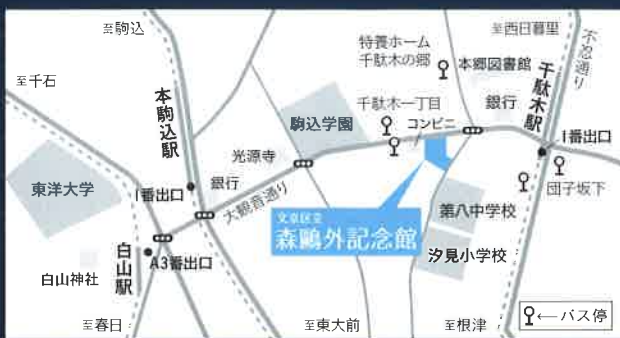 至駒込
至西日暮里
不忍通り
特養ホーム
千駄木の郷
本郷図書館
至千石
千駄木駅
本駒込駅
千駄木一丁目
銀行
駒込学園
コンビニ
1番出口
光源寺
東洋大学
1番出口
銀行
大観音通り
団子坂下
第八中学校
文京区立
森鷗外記念館
汐見小学校
白山駅
A3番出口
白山神社
至春日
至東大前
至根津
←バス停